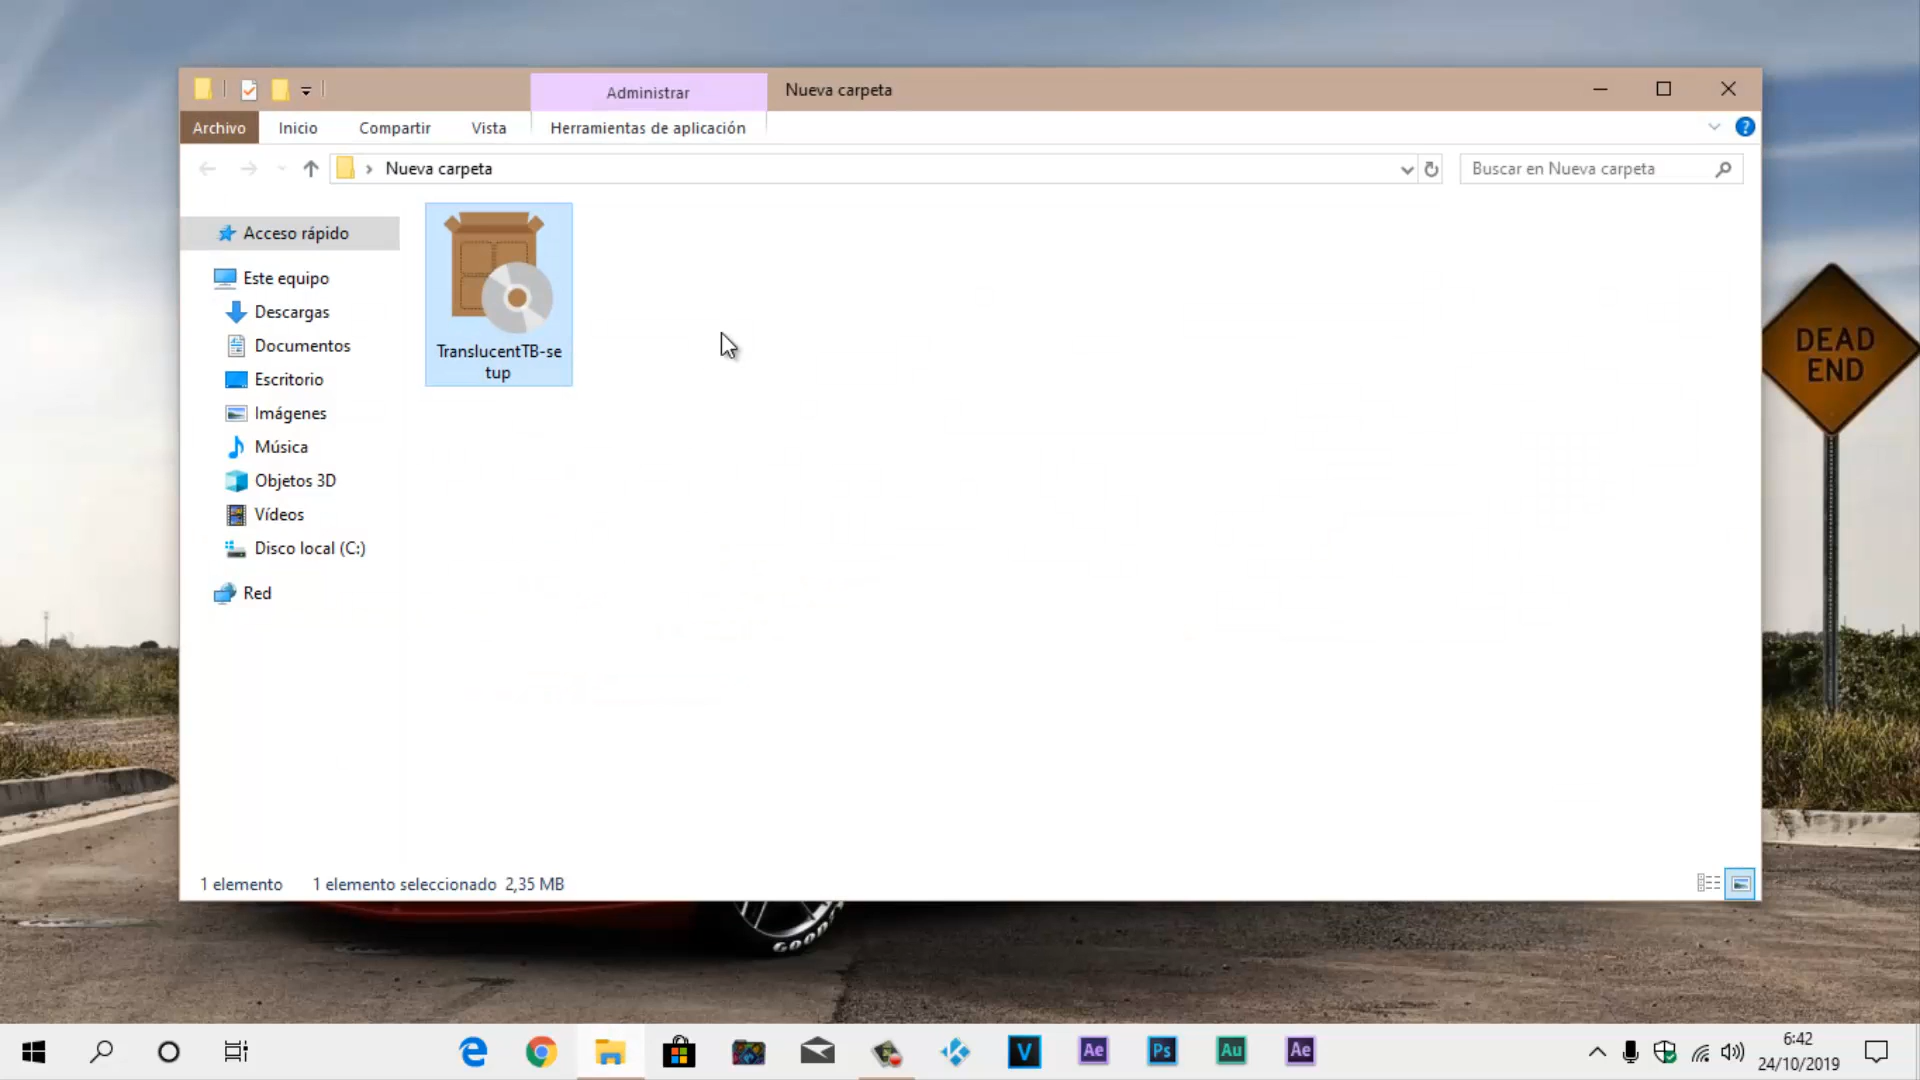 Administrar
Nueva carpeta
Archivo
Inicio
Compartir
Vista
Herramientas de aplicación
?
Nueva carpeta
Buscar en Nueva carpeta
Acceso rápido
Este equipo
Descargas
Documentos
Escritorio
Imágenes
Música
Objetos 3D
Vídeos
Disco local (C:)
Red
TranslucentTB-se
tup
DEAD
END
1 elemento
1 elemento seleccionado 2,35 MB
GOOD
V
Ae
Ps
Au
Ae
6:42
24/10/2019